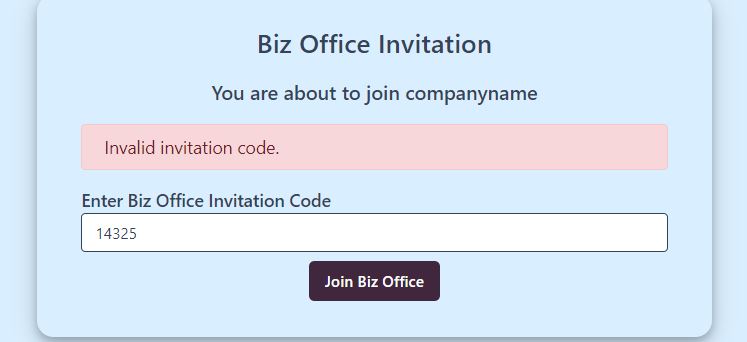 Biz Office Invitation
You are about to join companyname
Invalid invitation code.
Enter Biz Office Invitation Code
14325
Join Biz Office